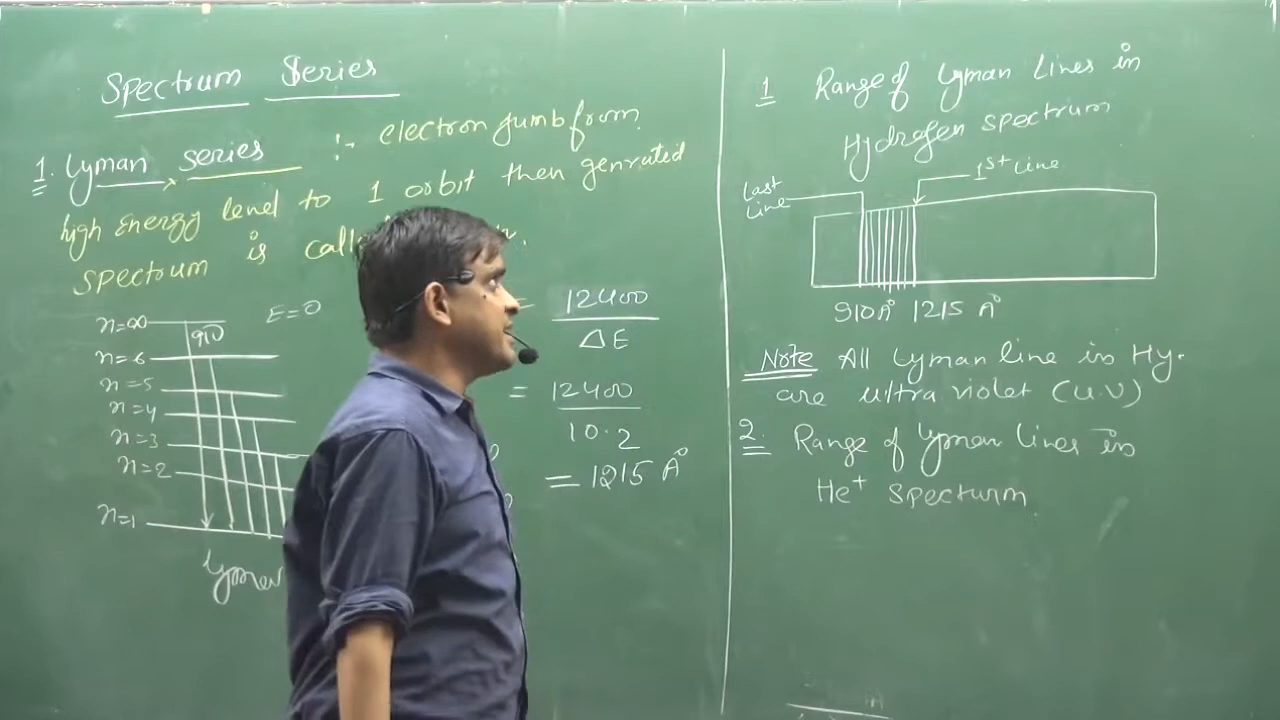 Spectrum Series
1. Lyman series :- electron jumb from
high Energy level to 1 orbit then genrated
spectrum is
n=∞ 910 E=0
n=6
n=5
n=4
n=3
n=2
n=1
= 12400
ΔE
= 12400
10.2
= 1215 A°
1 Range of Lyman Lines in
Hydrogen spectrum
1st Line
Last
Line
910A° 1215 A°
Note All Lyman line in Hy.
are ultra violet (U.V)
2. Range of Lyman Lines in
He+ specturm